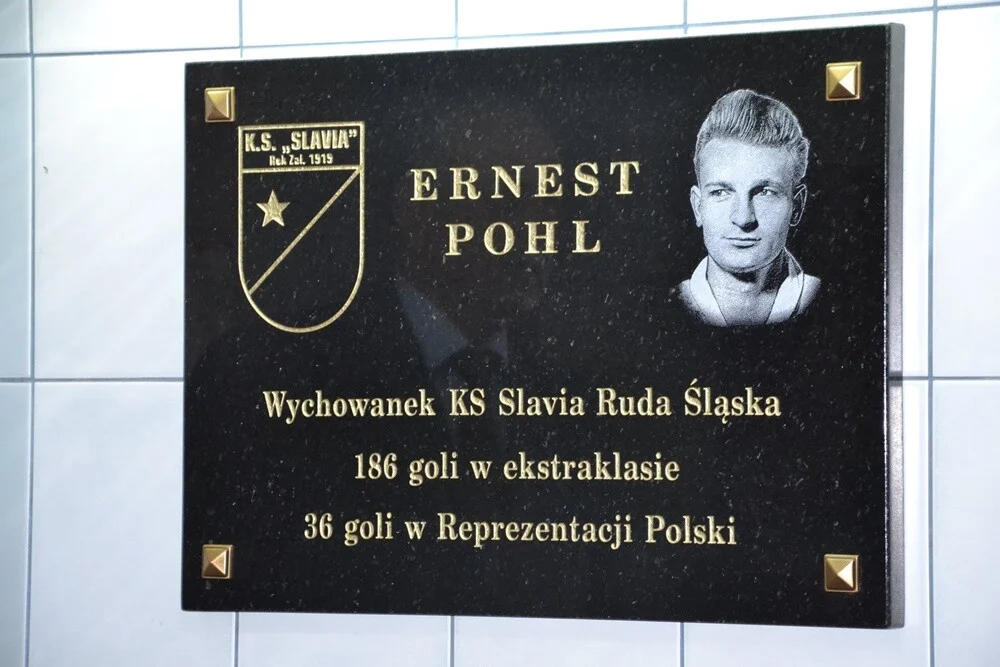 K.S. „SLAVIA”
Rok Zał. 1919
ERNEST
POHL
Wychowanek KS Slavia Ruda Śląska
186 goli w ekstraklasie
36 goli w Reprezentacji Polski